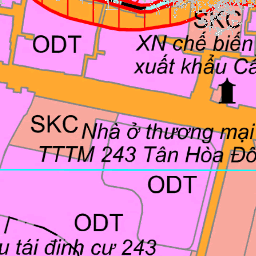 SKC
ODT
XN chế biến
xuất khẩu Cá
SKC
Nhà ở thương mại
TTTM 243 Tân Hòa Đô
ODT
ODT
tái định cư 243